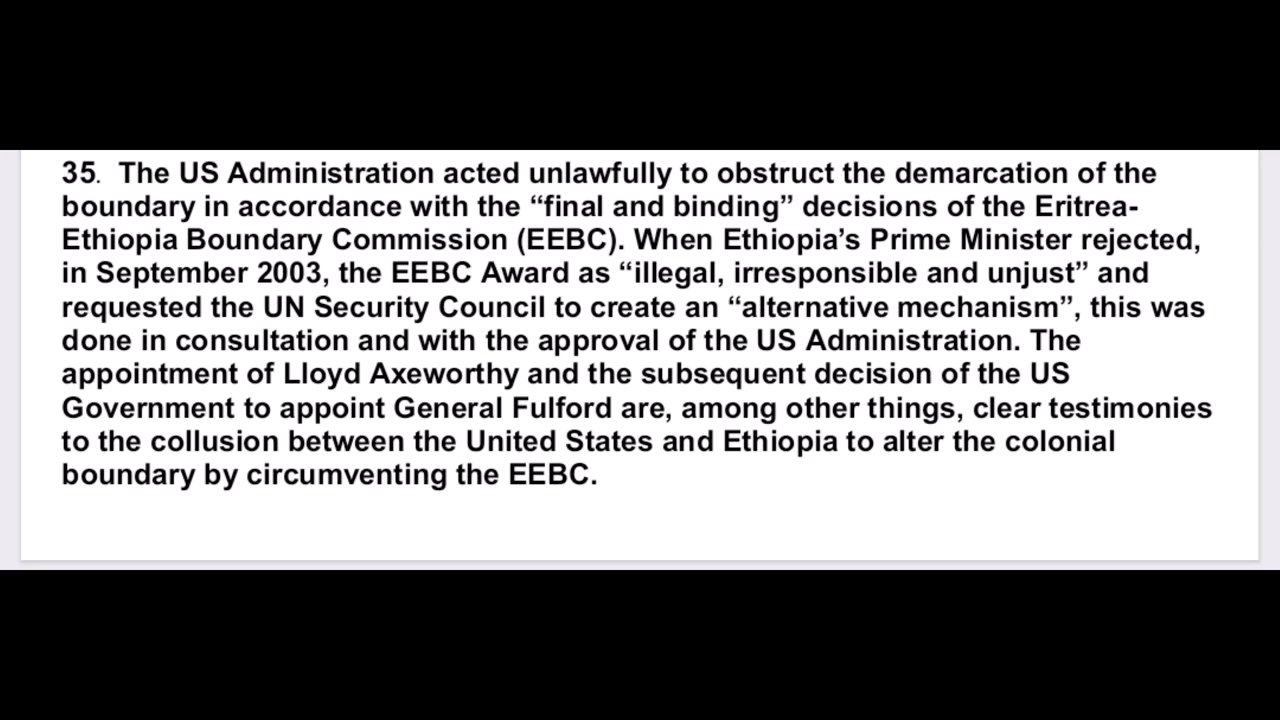 35.  The US Administration acted unlawfully to obstruct the demarcation of the
boundary in accordance with the “final and binding” decisions of the Eritrea-
Ethiopia Boundary Commission (EEBC). When Ethiopia’s Prime Minister rejected,
in September 2003, the EEBC Award as “illegal, irresponsible and unjust” and
requested the UN Security Council to create an “alternative mechanism”, this was
done in consultation and with the approval of the US Administration. The
appointment of Lloyd Axeworthy and the subsequent decision of the US
Government to appoint General Fulford are, among other things, clear testimonies
to the collusion between the United States and Ethiopia to alter the colonial
boundary by circumventing the EEBC.